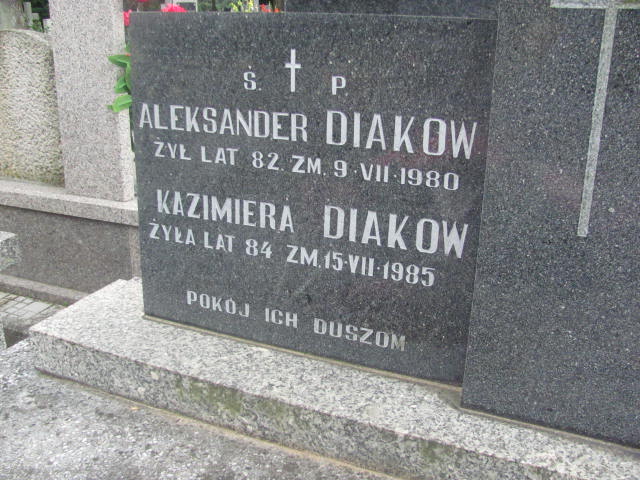 Ś. P.
ALEKSANDER DIAKOW
ŻYŁ LAT 82. ZM. 9·VII·1980
KAZIMIERA DIAKOW
ŻYŁA LAT 84 ZM. 15·VII·1985
POKÓJ ICH DUSZOM